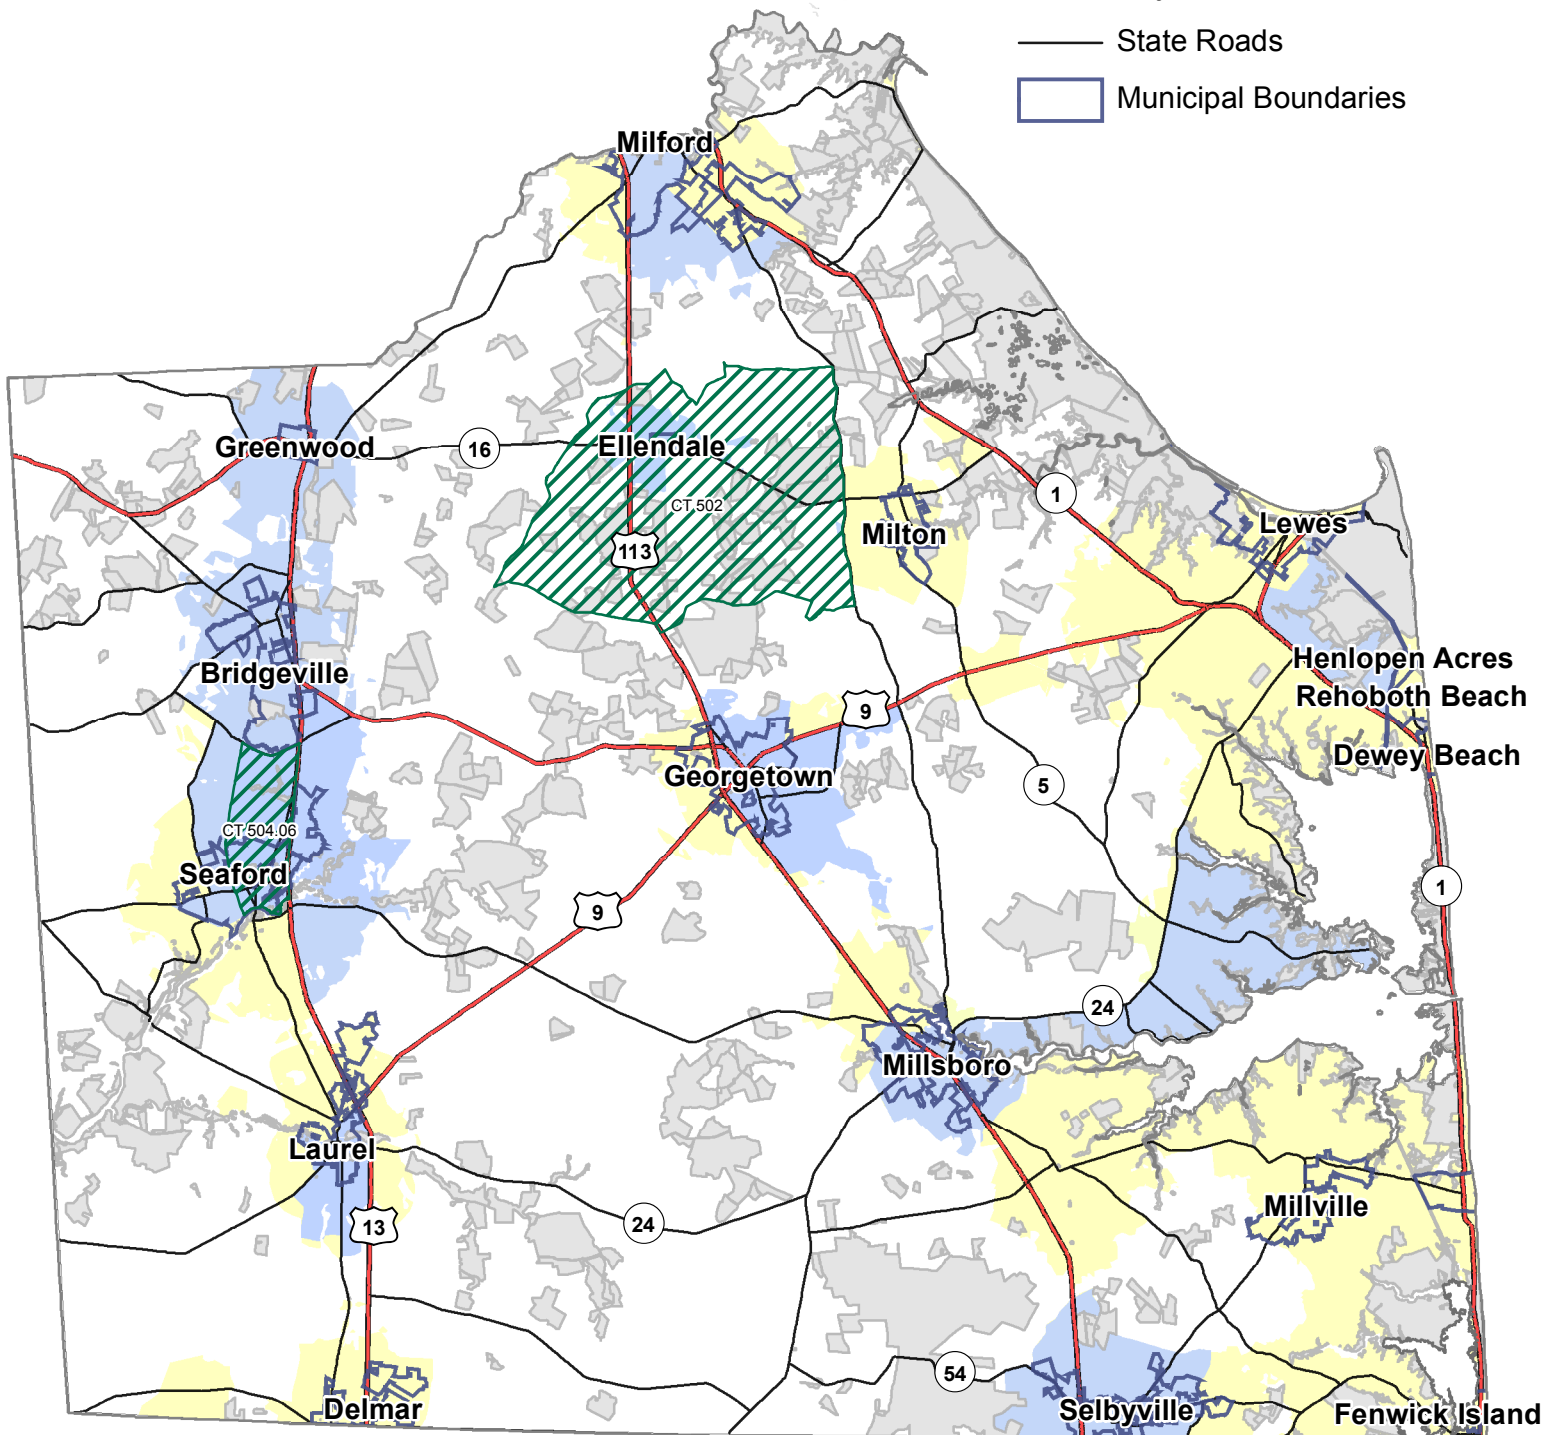 State Roads
Municipal Boundaries
Milford
Greenwood
16
Ellendale
CT 502
113
Milton
1
Lewes
Bridgeville
Henlopen Acres
Rehoboth Beach
9
Dewey Beach
Georgetown
5
CT 504.06
Seaford
9
1
24
Millsboro
Laurel
13
24
Millville
54
Delmar
Selbyville
Fenwick Island